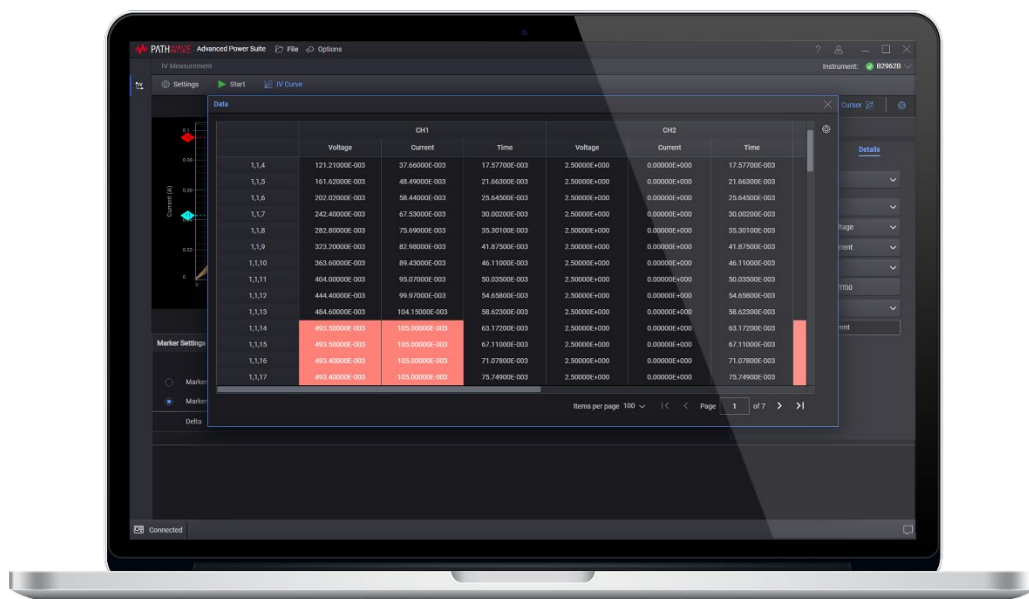 PATHWAVE Advanced Power Suite File Options ?
IV Measurement Instrument: B2962B
Settings Start IV Curve Cursor
Data
Details
CH1 CH2
Voltage Current Time Voltage Current Time
1,1,4 121.21000E-003 37.66000E-003 17.57700E-003 2.50000E+000 0.00000E+000 17.57700E-003
1,1,5 161.62000E-003 48.49000E-003 21.66300E-003 2.50000E+000 0.00000E+000 21.66300E-003
1,1,6 202.02000E-003 58.44000E-003 25.64500E-003 2.50000E+000 0.00000E+000 25.64500E-003
1,1,7 242.40000E-003 67.53000E-003 30.00200E-003 2.50000E+000 0.00000E+000 30.00200E-003
1,1,8 282.80000E-003 75.69000E-003 35.30100E-003 2.50000E+000 0.00000E+000 35.30100E-003
1,1,9 323.20000E-003 82.98000E-003 41.87500E-003 2.50000E+000 0.00000E+000 41.87500E-003
1,1,10 363.60000E-003 89.43000E-003 46.11000E-003 2.50000E+000 0.00000E+000 46.11000E-003
1,1,11 404.00000E-003 95.07000E-003 50.03500E-003 2.50000E+000 0.00000E+000 50.03500E-003
1,1,12 444.40000E-003 99.97000E-003 54.65800E-003 2.50000E+000 0.00000E+000 54.65800E-003
1,1,13 484.60000E-003 104.15000E-003 58.62300E-003 2.50000E+000 0.00000E+000 58.62300E-003
1,1,14 493.50000E-003 105.00000E-003 63.17200E-003 2.50000E+000 0.00000E+000 63.17200E-003
1,1,15 493.50000E-003 105.00000E-003 67.11000E-003 2.50000E+000 0.00000E+000 67.11000E-003
1,1,16 493.40000E-003 105.00000E-003 71.07800E-003 2.50000E+000 0.00000E+000 71.07800E-003
1,1,17 493.40000E-003 105.00000E-003 75.74900E-003 2.50000E+000 0.00000E+000 75.74900E-003
Items per page 100 Page 1 of 7
Current (A)
0.1
Marker Settings
Delta
Connected